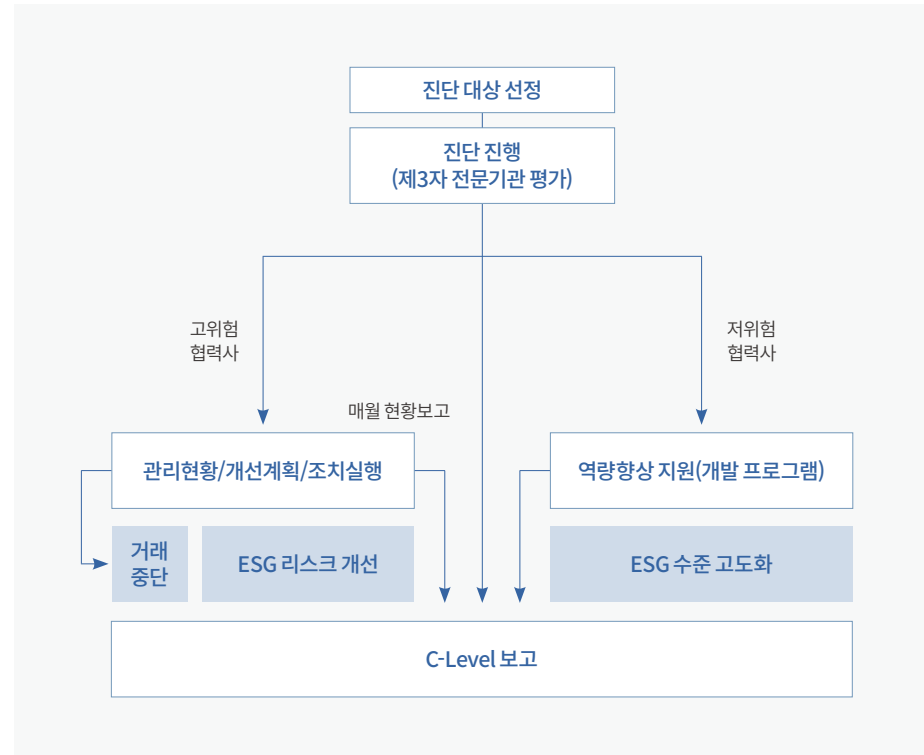 진단 대상 선정
진단 진행
(제3자 전문기관 평가)
고위험
협력사
저위험
협력사
매월 현황보고
관리현황/개선계획/조치실행
역량향상 지원(개발 프로그램)
거래
중단
ESG 리스크 개선
ESG 수준 고도화
C-Level 보고